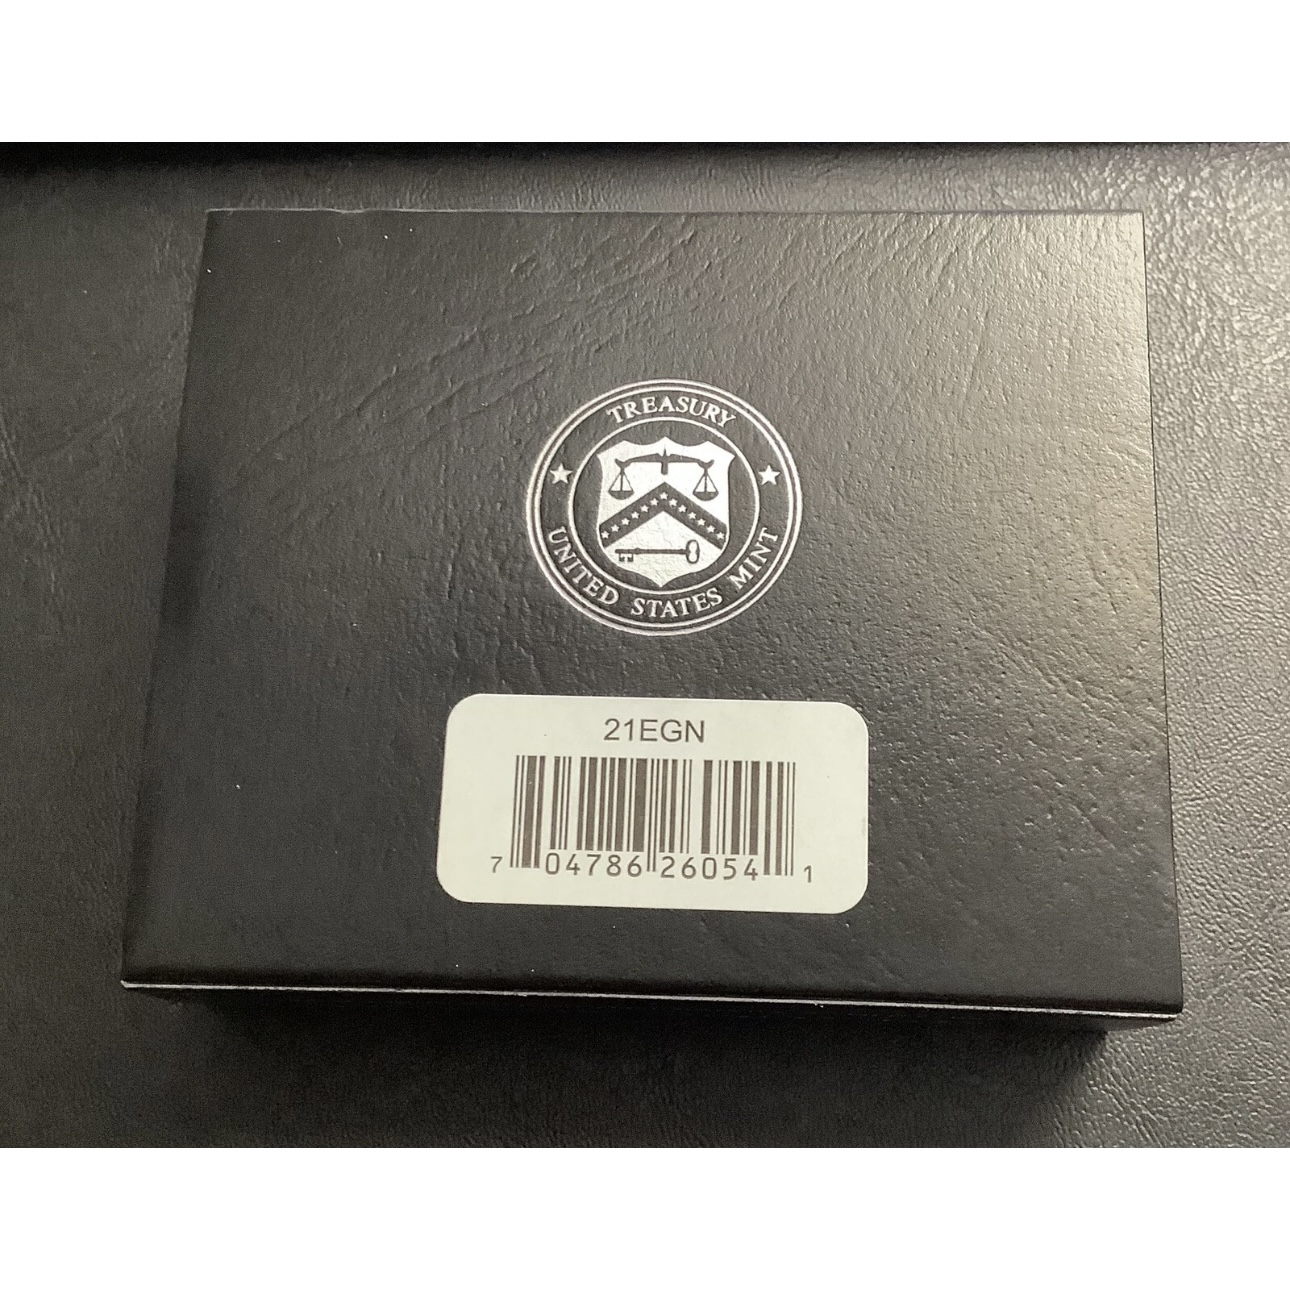 TREASURY
UNITED STATES MINT
21EGN
7 04786 26054 1